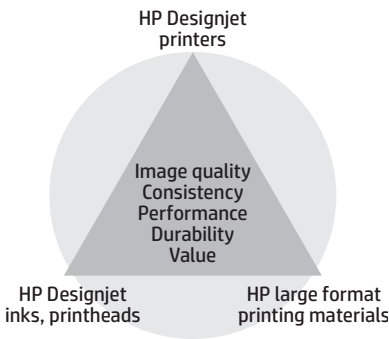 HP Designjet
printers
Image quality
Consistency
Performance
Durability
Value
HP Designjet
inks, printheads
HP large format
printing materials